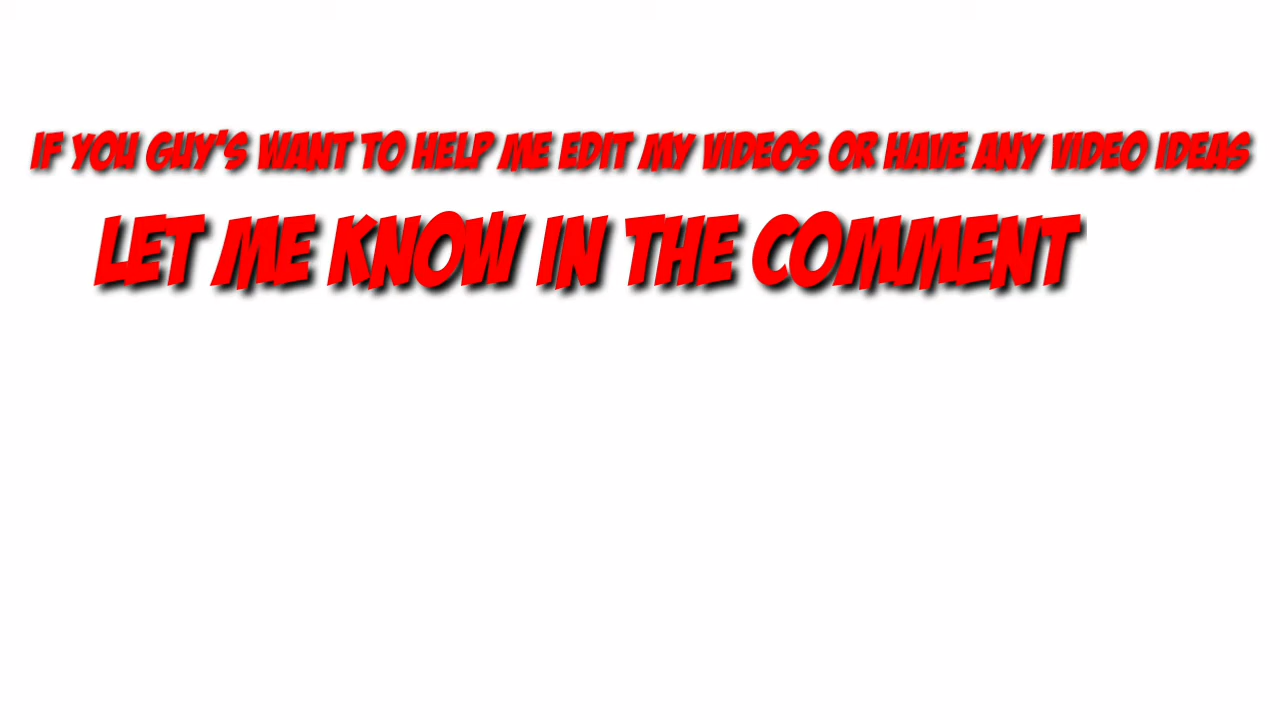 IF YOU GUY'S WANT TO HELP ME EDIT MY VIDEOS OR HAVE ANY VIDEO IDEAS
LET ME KNOW IN THE COMMENT